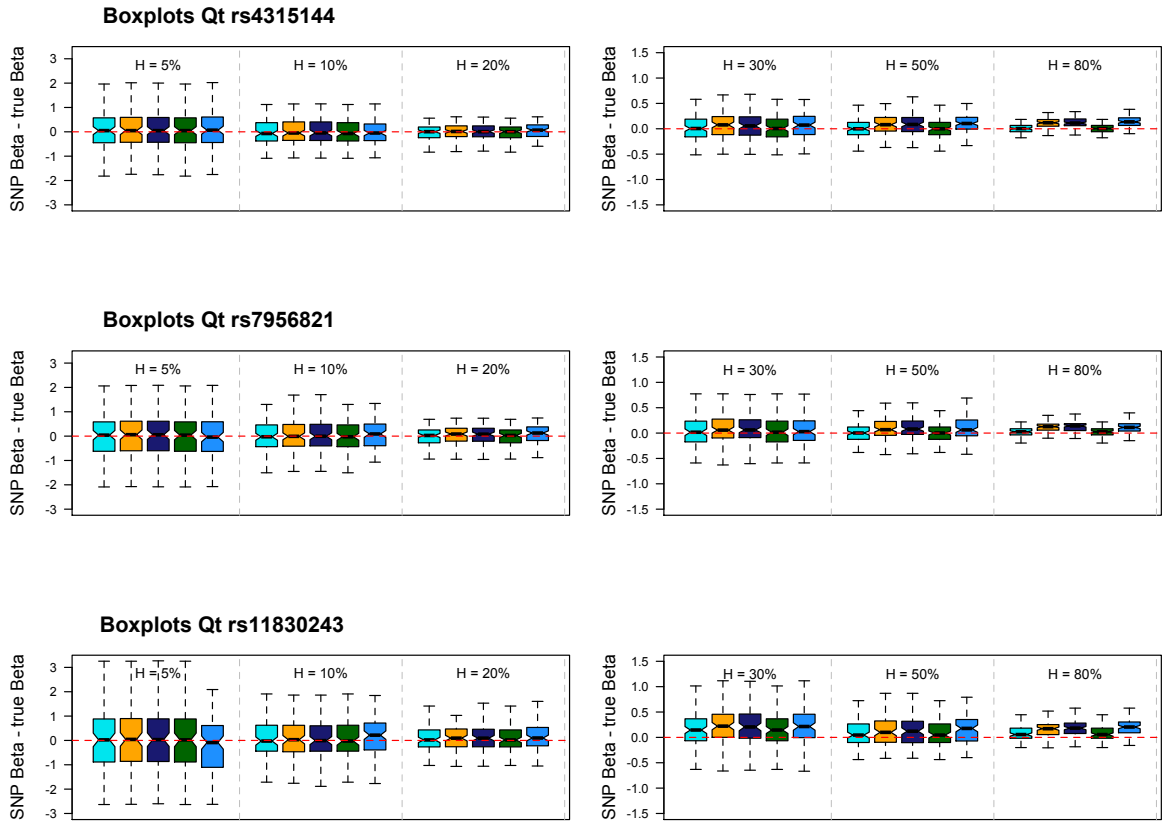 Boxplots Qt rs4315144
SNP Beta - true Beta
3
2
1
0
-1
-2
-3
H = 5%
H = 10%
H = 20%
SNP Beta - true Beta
1.5
1.0
0.5
0.0
-0.5
-1.0
-1.5
H = 30%
H = 50%
H = 80%
Boxplots Qt rs7956821
SNP Beta - true Beta
3
2
1
0
-1
-2
-3
H = 5%
H = 10%
H = 20%
SNP Beta - true Beta
1.5
1.0
0.5
0.0
-0.5
-1.0
-1.5
H = 30%
H = 50%
H = 80%
Boxplots Qt rs11830243
SNP Beta - true Beta
3
2
1
0
-1
-2
-3
H = 5%
H = 10%
H = 20%
SNP Beta - true Beta
1.5
1.0
0.5
0.0
-0.5
-1.0
-1.5
H = 30%
H = 50%
H = 80%